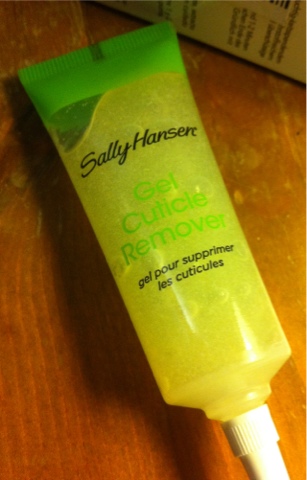 Sally Hansen
Gel
Cuticle
Remover
gel pour supprimer
les cuticules